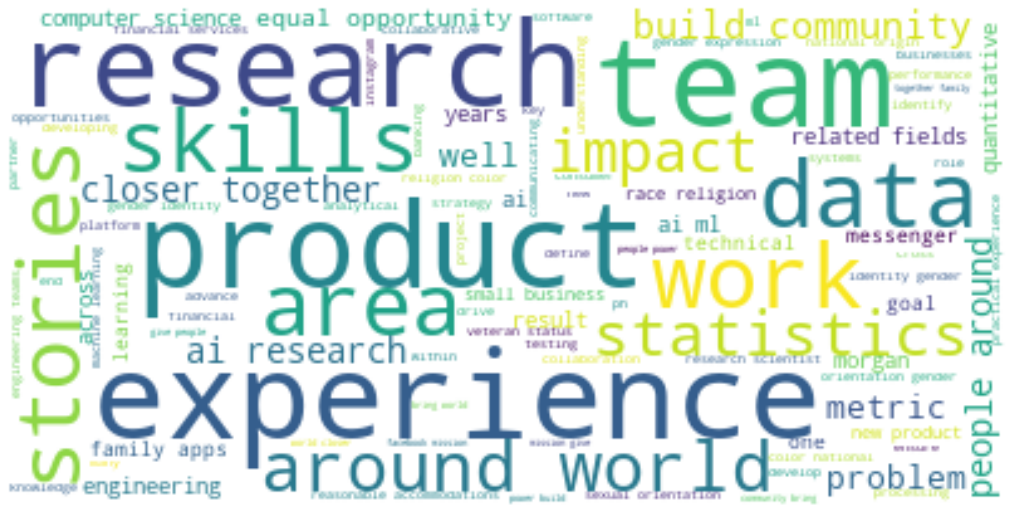 computer science equal opportunity
software
build community
ml
financial services
collaborative
gender expression
national origin
quantitative
research
team
instagram
understanding
businesses
performance
together family
identify
opportunities
developing
skills
banking
years
key
impact
related fields
partner
stories
well
communicating
systems
role
closer together
religion color
consumer
race religion
data
gender identity
analytical
strategy
ai
platform
product
project
define
people power
ai ml
technical
messenger
cross
people around
practical experience
engineering teams
end
across
machine learning
learning
advance
financial
give people
area
small business
drive
ph
result
work
identity gender
goal
veteran status
testing
statistics
ai research
within
collaboration
research scientist
morgan
orientation gender
experience
bring world
metric
family apps
world closer
facebook mission
mission give
one
new product
color national
around world
develop
problem
knowledge
engineering
reasonable accommodations
power build
sexual orientation
community bring
processing